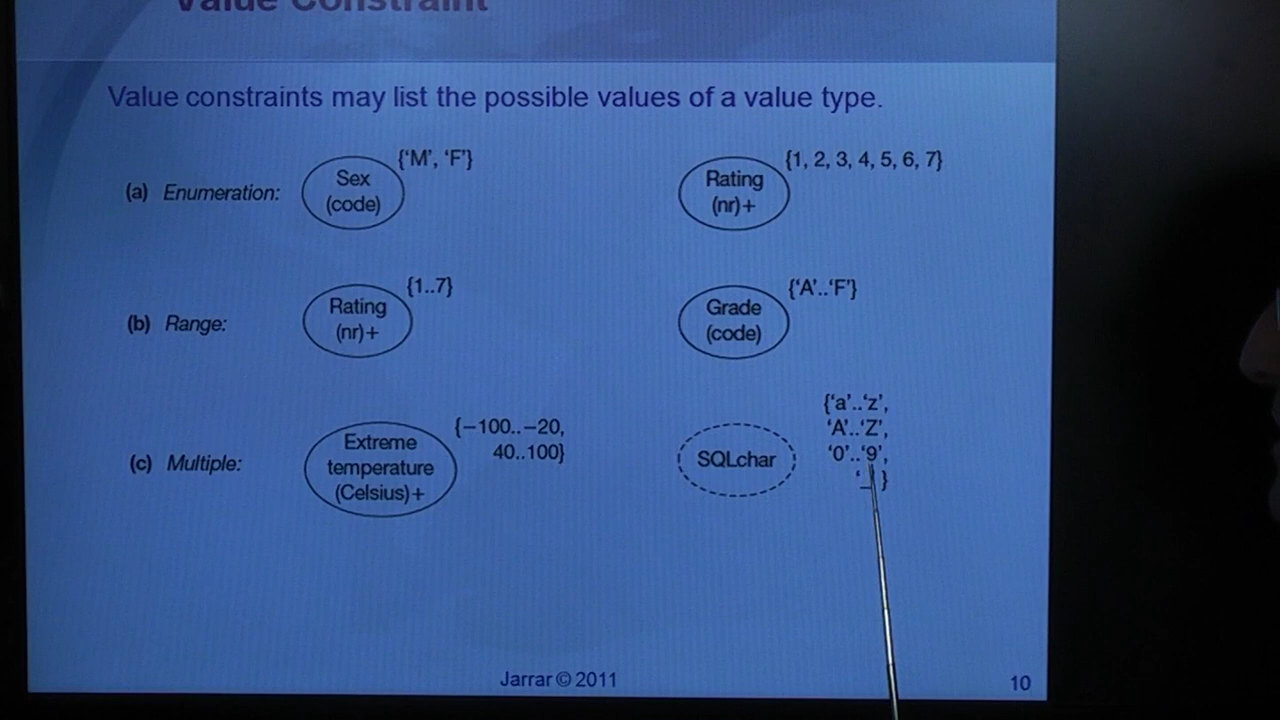 Value Constraint
Value constraints may list the possible values of a value type.
(a) Enumeration:
Sex
(code)
{‘M’, ‘F’}
Rating
(nr)+
{1, 2, 3, 4, 5, 6, 7}
(b) Range:
Rating
(nr)+
{1..7}
Grade
(code)
{‘A’..‘F’}
(c) Multiple:
Extreme
temperature
(Celsius)+
{−100..−20,
40..100}
SQLchar
{‘a’..‘z’,
‘A’..‘Z’,
‘0’..‘9’,
‘_ }
Jarrar © 2011
10